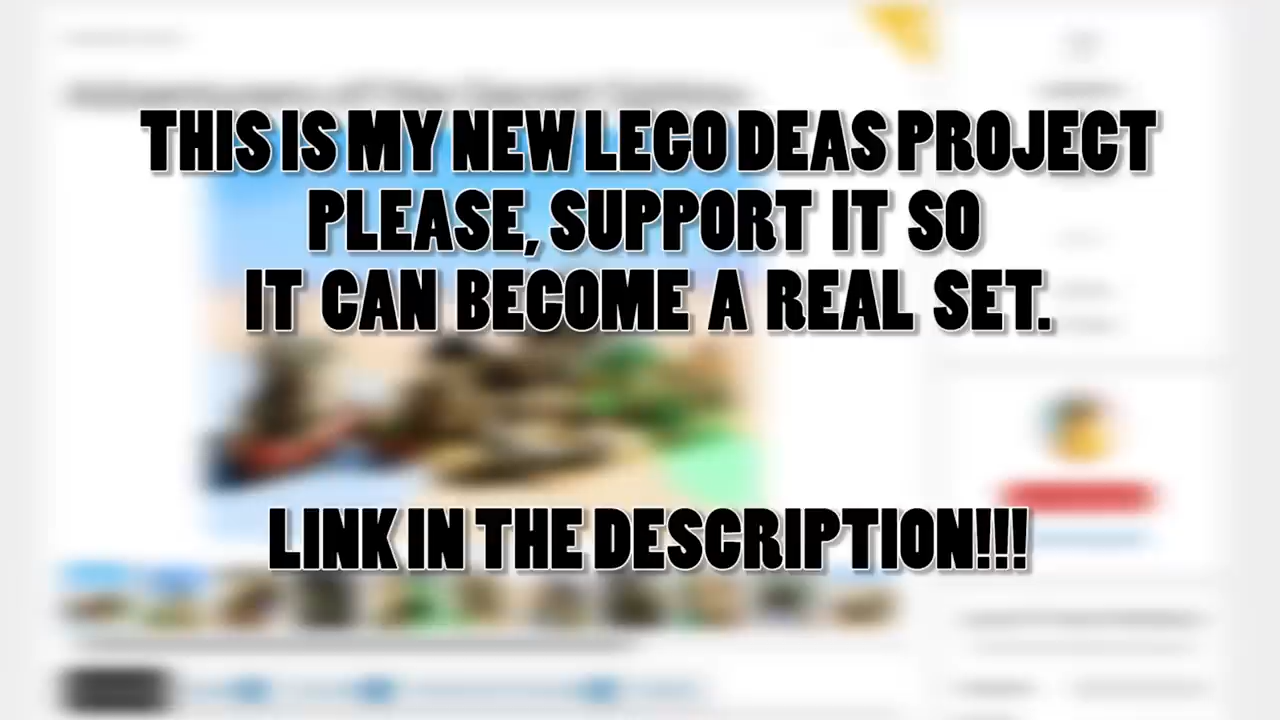 THIS IS MY NEW LEGO DEAS PROJECT
PLEASE, SUPPORT IT SO
IT CAN BECOME A REAL SET.
LINK IN THE DESCRIPTION!!!